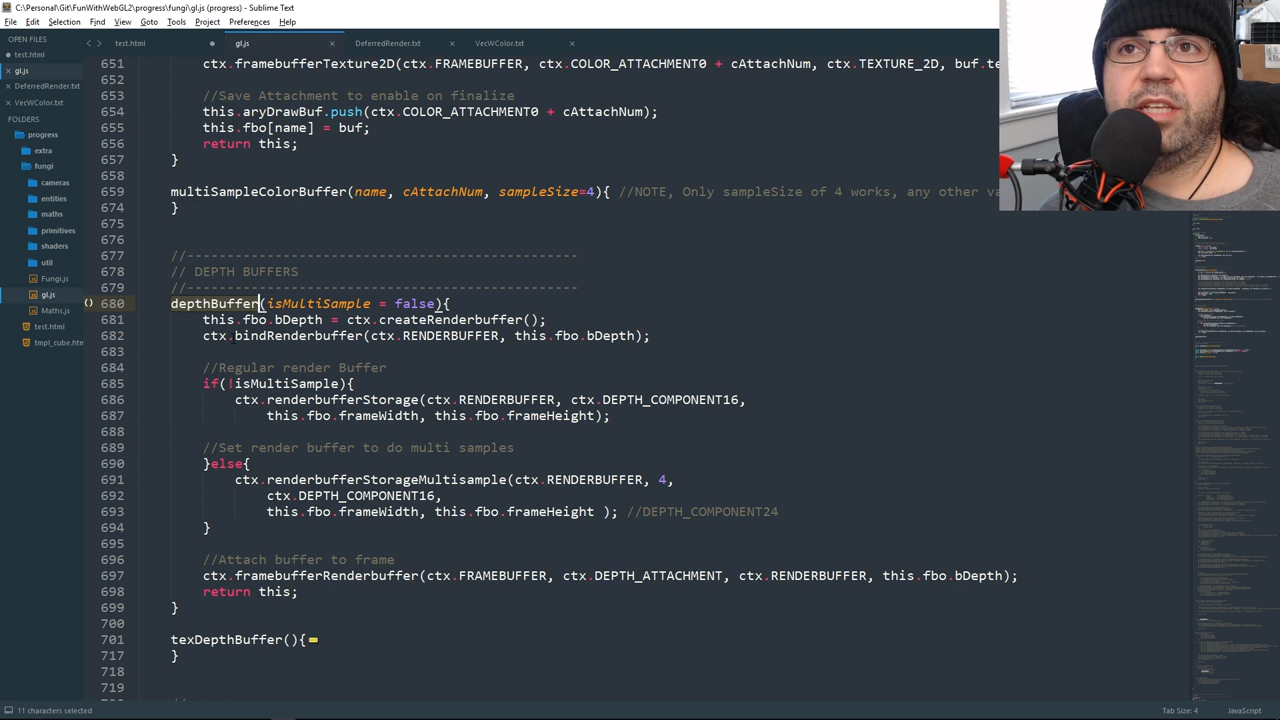 C:\Personal\Git\FunWithWebGL2\progress\fungi\gl.js - Sublime Text
File Edit Selection Find View Goto Tools Project Preferences Help
OPEN FILES
test.html
gl.js
DeferredRender.txt
VecWColor.txt
FOLDERS
progress
extra
fungi
cameras
entities
maths
primitives
shaders
util
Fungi.js
gl.js
Maths.js
test.html
tmpl_cube.htm
test.html gl.js DeferredRender.txt VecWColor.txt
651 ctx.framebufferTexture2D(ctx.FRAMEBUFFER, ctx.COLOR_ATTACHMENT0 + cAttachNum, ctx.TEXTURE_2D, buf.te
652
653 //Save Attachment to enable on finalize
654 this.aryDrawBuf.push(ctx.COLOR_ATTACHMENT0 + cAttachNum);
655 this.fbo[name] = buf;
656 return this;
657 }
658
659 multiSampleColorBuffer(name, cAttachNum, sampleSize=4){ //NOTE, Only sampleSize of 4 works, any other va
674 }
675
676
677 //-------------------------------------------------
678 // DEPTH BUFFERS
679 //-------------------------------------------------
680 depthBuffer(isMultiSample = false){
681 this.fbo.bDepth = ctx.createRenderbuffer();
682 ctx.bindRenderbuffer(ctx.RENDERBUFFER, this.fbo.bDepth);
683
684 //Regular render Buffer
685 if(!isMultiSample){
686 ctx.renderbufferStorage(ctx.RENDERBUFFER, ctx.DEPTH_COMPONENT16,
687 this.fbo.frameWidth, this.fbo.frameHeight);
688
689 //Set render buffer to do multi samples
690 }else{
691 ctx.renderbufferStorageMultisample(ctx.RENDERBUFFER, 4,
692 ctx.DEPTH_COMPONENT16,
693 this.fbo.frameWidth, this.fbo.frameHeight ); //DEPTH_COMPONENT24
694 }
695
696 //Attach buffer to frame
697 ctx.framebufferRenderbuffer(ctx.FRAMEBUFFER, ctx.DEPTH_ATTACHMENT, ctx.RENDERBUFFER, this.fbo.bDepth);
698 return this;
699 }
700
701 texDepthBuffer(){
717 }
718
719
11 characters selected
Tab Size: 4
JavaScript